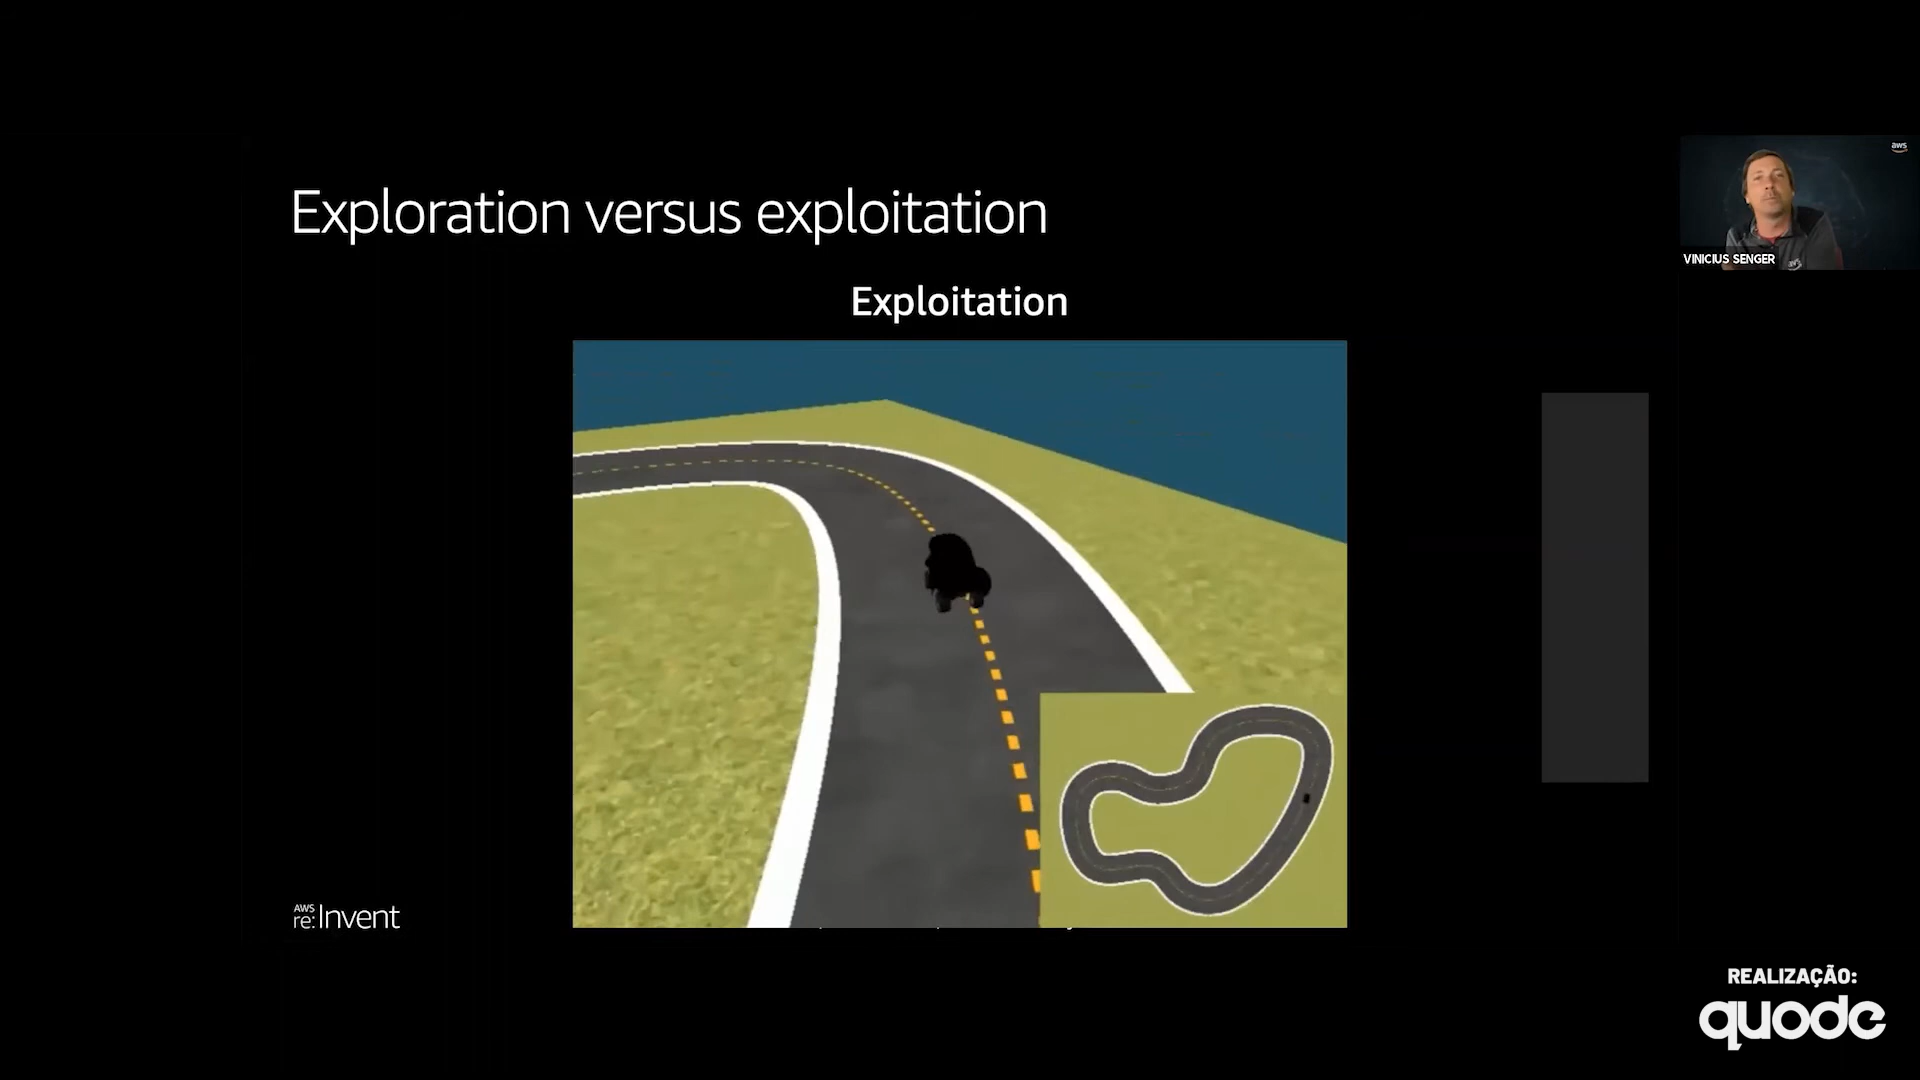 Exploration versus exploitation
aws
VINICIUS SENGER
Exploitation
AWS
re:Invent
REALIZAÇÃO:
quode